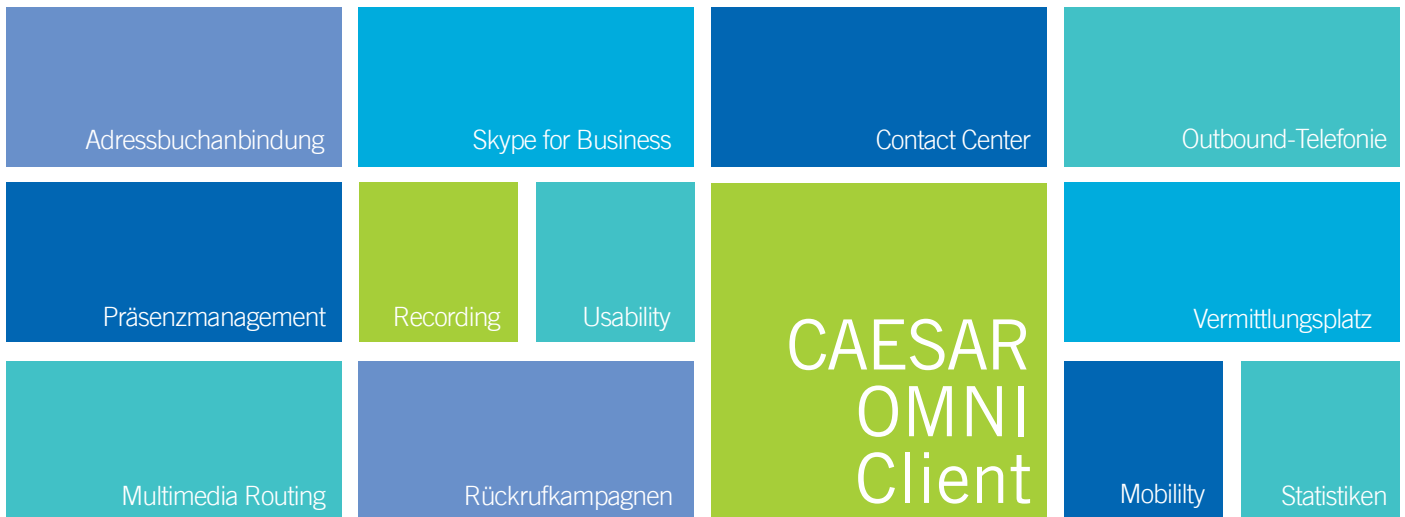 Adressbuchanbindung
Skype for Business
Contact Center
Outbound-Telefonie
Präsenzmanagement
Recording
Usability
CAESAR
OMNI
Client
Vermittlungsplatz
Multimedia Routing
Rückrufkampagnen
Mobililty
Statistiken